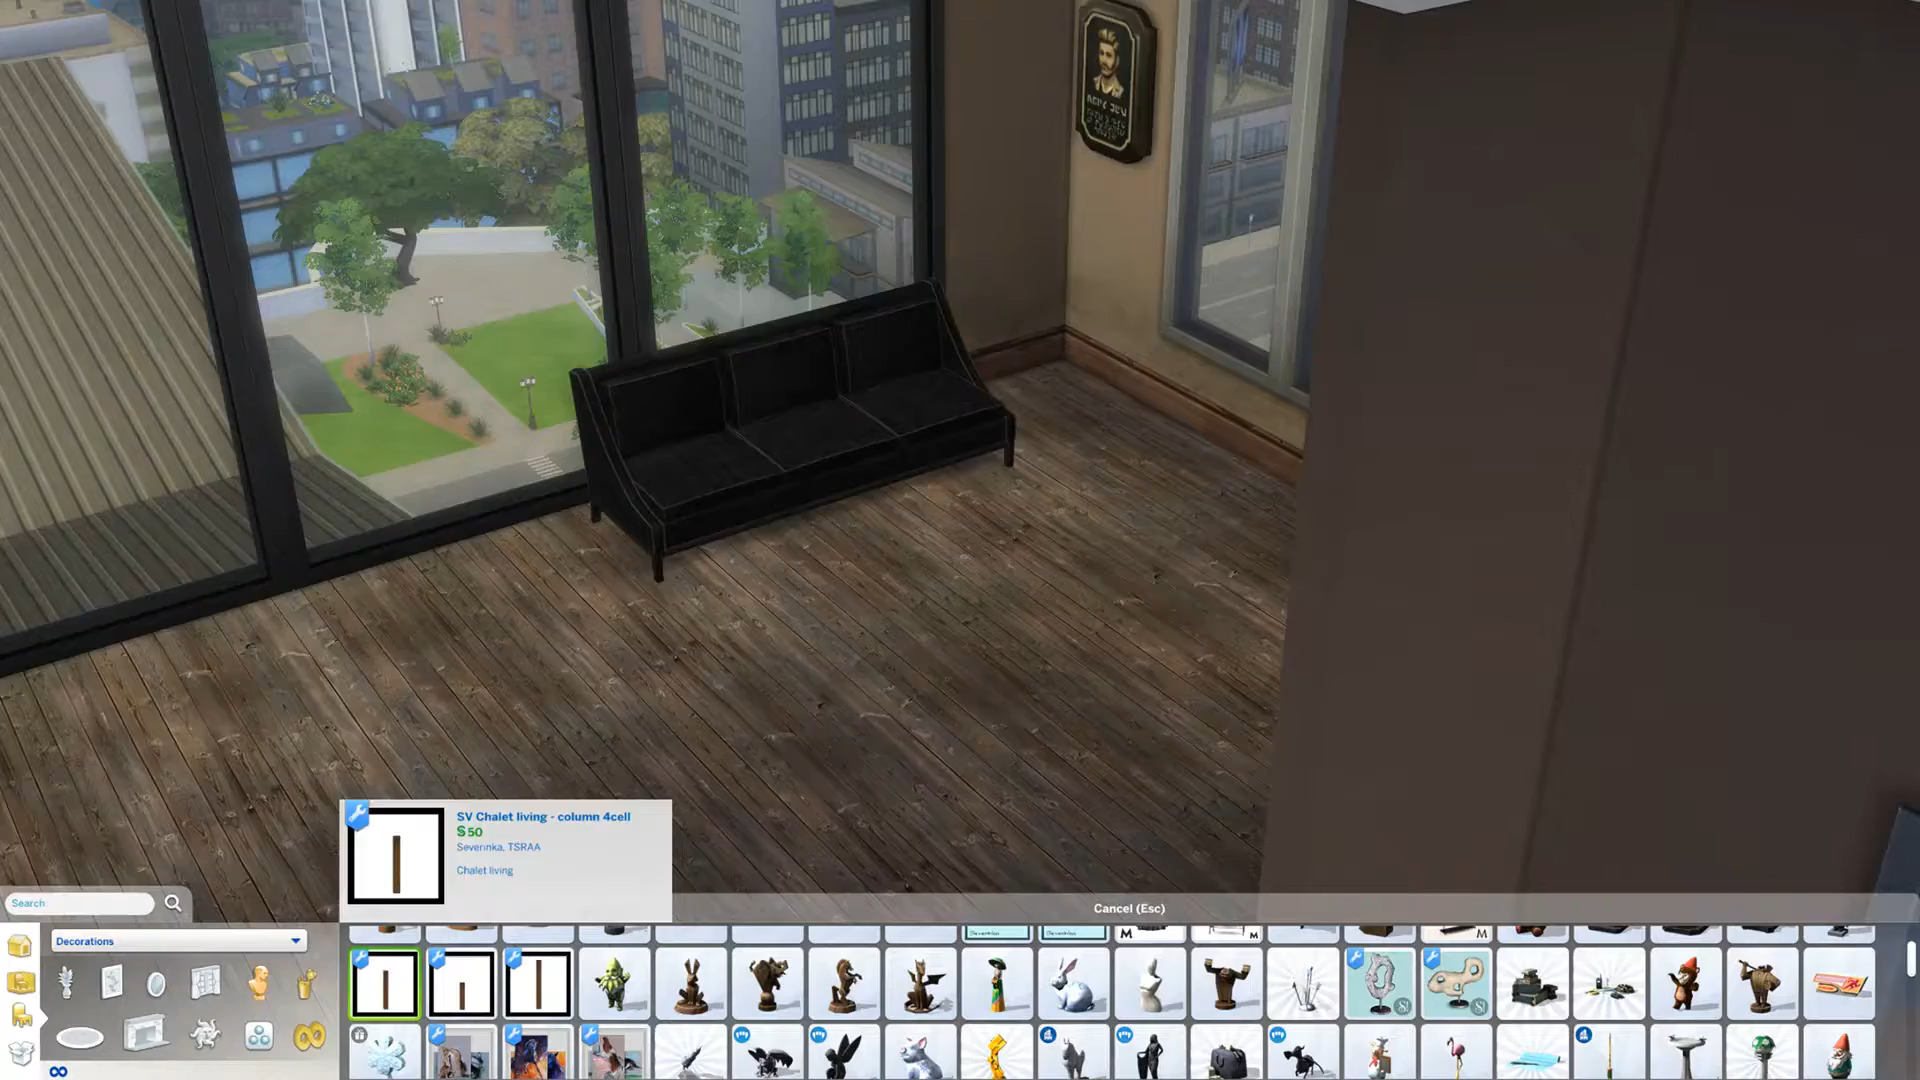 SV Chalet living - column 4cell
$50
Severinka, TSRAA
Chalet living
Search
Cancel (Esc)
Decorations
M
M
M